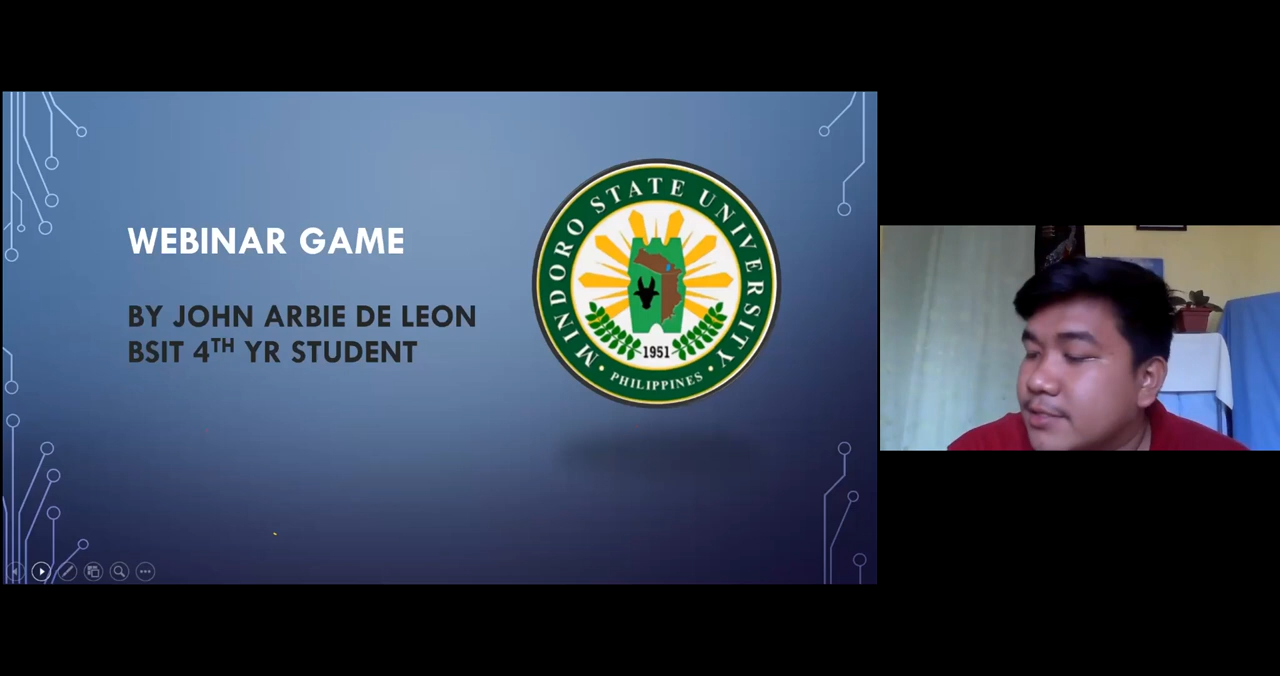 WEBINAR GAME
BY JOHN ARBIE DE LEON
BSIT 4TH YR STUDENT
MINDORO STATE UNIVERSITY
1951
• PHILIPPINES •